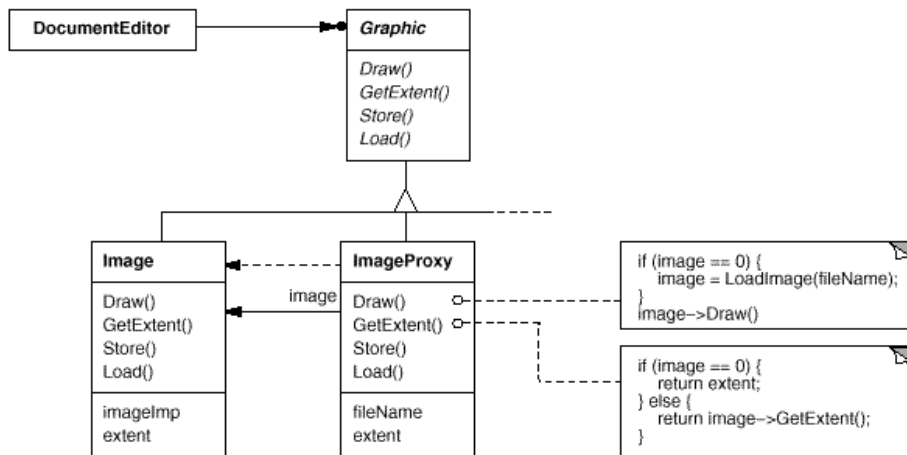 DocumentEditor
Graphic
Draw()
GetExtent()
Store()
Load()
Image
Draw()
GetExtent()
Store()
Load()
imageImp
extent
image
ImageProxy
Draw()
GetExtent()
Store()
Load()
fileName
extent
if (image == 0) {
image = LoadImage(fileName);
}
image->Draw()
if (image == 0) {
return extent;
} else {
return image->GetExtent();
}